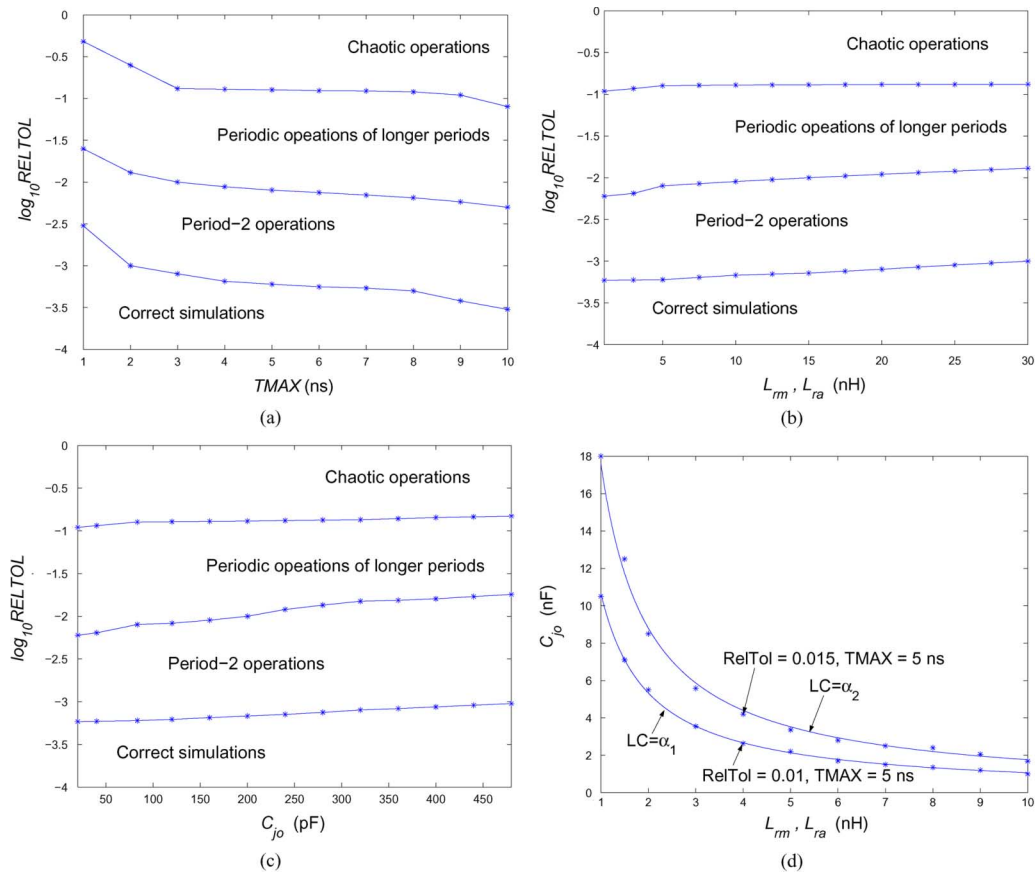 0
−0.5
−1
−1.5
−2
−2.5
−3
−3.5
−4
log10RELTOL
Chaotic operations
Periodic opeations of longer periods
Period−2 operations
Correct simulations
1 2 3 4 5 6 7 8 9 10
TMAX (ns)
(a)
0
−0.5
−1
−1.5
−2
−2.5
−3
−3.5
−4
log10RELTOL
Chaotic operations
Periodic opeations of longer periods
Period−2 operations
Correct simulations
5 10 15 20 25 30
Lrm , Lra (nH)
(b)
0
−0.5
−1
−1.5
−2
−2.5
−3
−3.5
−4
log10RELTOL
Chaotic operations
Periodic opeations of longer periods
Period−2 operations
Correct simulations
50 100 150 200 250 300 350 400 450
Cjo (pF)
(c)
18
16
14
12
10
8
6
4
2
0
Cjo (nF)
RelTol = 0.015, TMAX = 5 ns
LC=α2
LC=α1
RelTol = 0.01, TMAX = 5 ns
1 2 3 4 5 6 7 8 9 10
Lrm , Lra (nH)
(d)